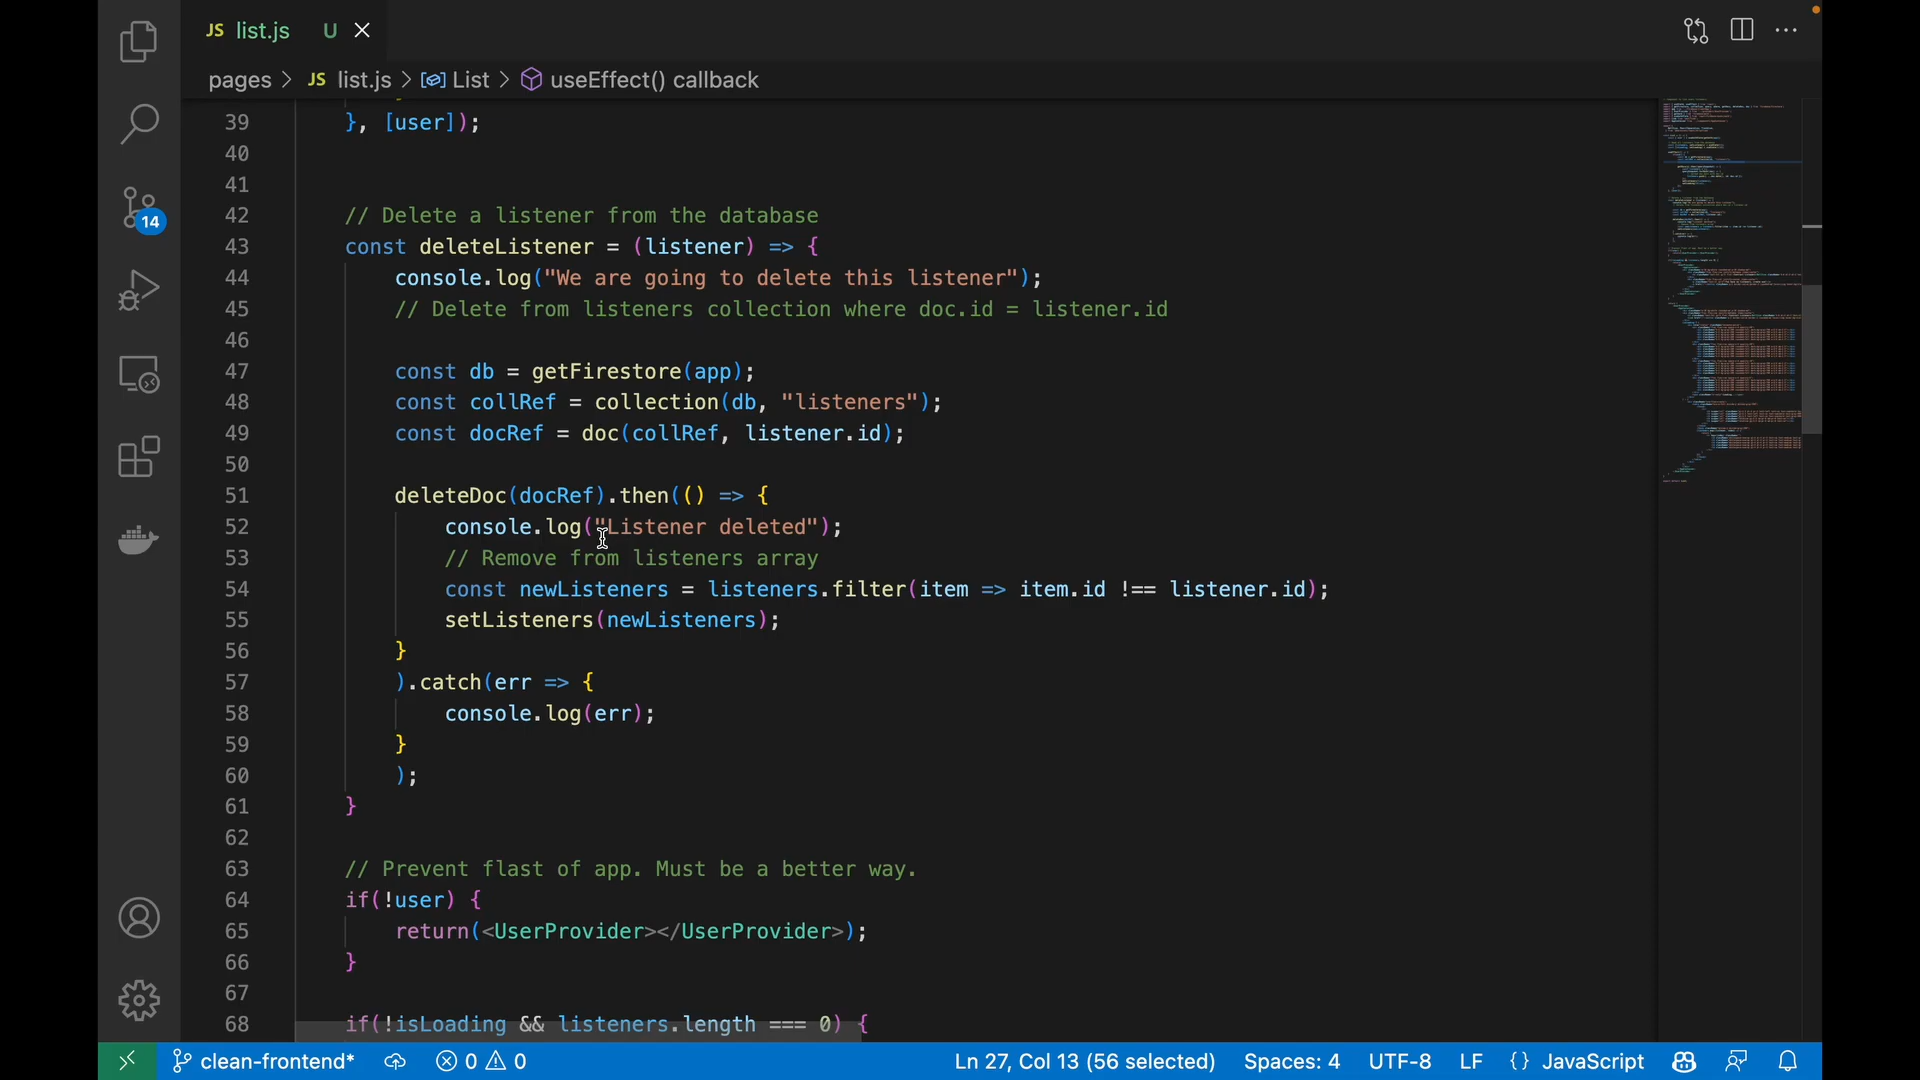 JS list.js U
pages > JS list.js > List > useEffect() callback
39 }, [user]);
40
41
42 // Delete a listener from the database
43 const deleteListener = (listener) => {
44 console.log("We are going to delete this listener");
45 // Delete from listeners collection where doc.id = listener.id
46
47 const db = getFirestore(app);
48 const collRef = collection(db, "listeners");
49 const docRef = doc(collRef, listener.id);
50
51 deleteDoc(docRef).then(() => {
52 console.log("Listener deleted");
53 // Remove from listeners array
54 const newListeners = listeners.filter(item => item.id !== listener.id);
55 setListeners(newListeners);
56 }
57 ).catch(err => {
58 console.log(err);
59 }
60 );
61 }
62
63 // Prevent flast of app. Must be a better way.
64 if(!user) {
65 return(<UserProvider></UserProvider>);
66 }
67
68 if(!isLoading && listeners.length === 0) {
14
clean-frontend* 0 0 Ln 27, Col 13 (56 selected) Spaces: 4 UTF-8 LF {} JavaScript